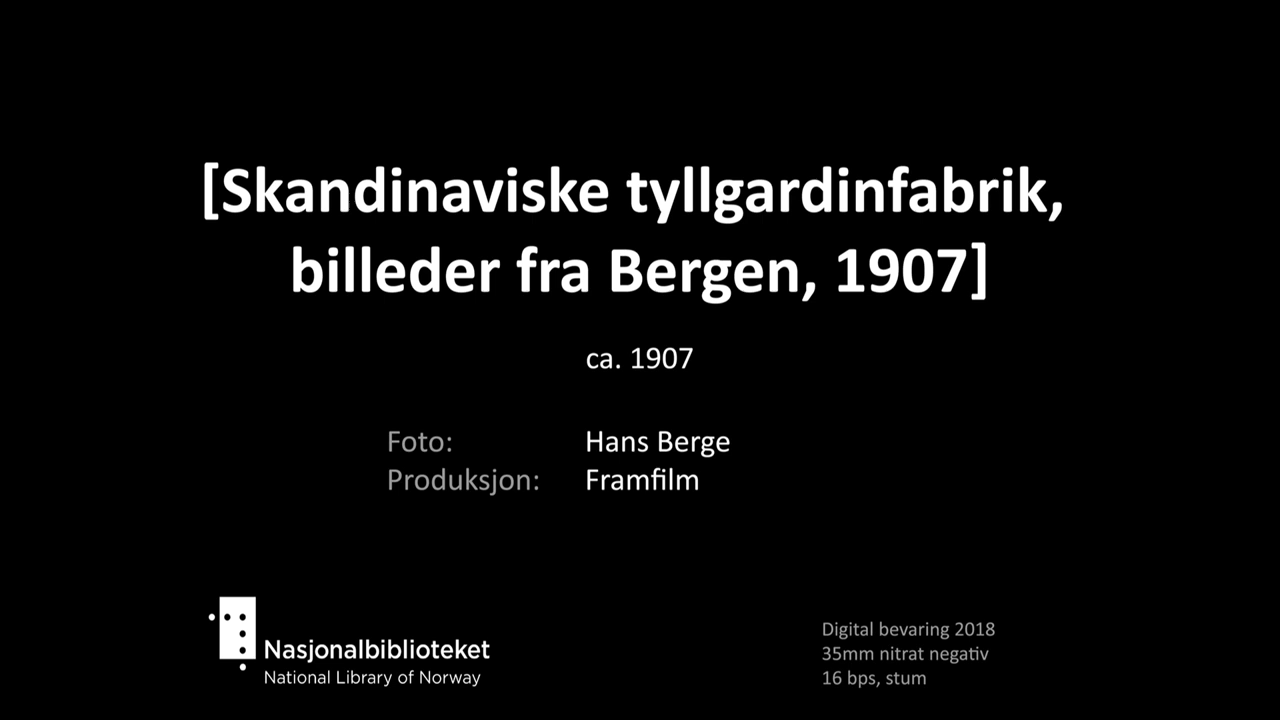 [Skandinaviske tyllgardinfabrik,
billeder fra Bergen, 1907]
ca. 1907
Foto: Hans Berge
Produksjon: Framfilm
Nasjonalbiblioteket
National Library of Norway
Digital bevaring 2018
35mm nitrat negativ
16 bps, stum